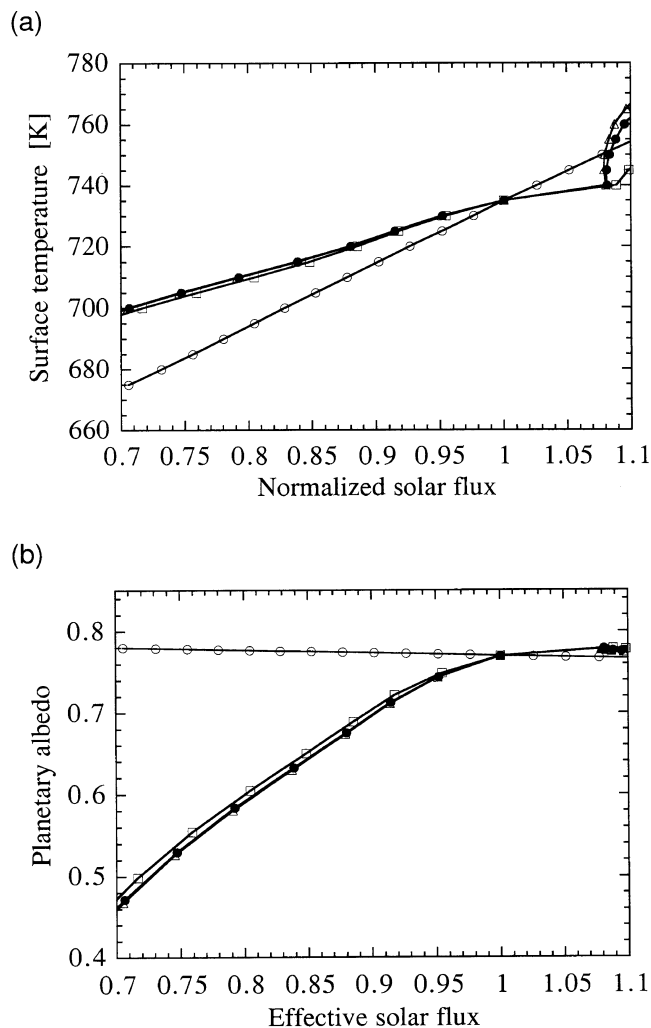 (a)
780
760
740
720
700
680
660
Surface temperature [K]
0.7 0.75 0.8 0.85 0.9 0.95 1 1.05 1.1
Normalized solar flux
(b)
0.8
0.7
0.6
0.5
0.4
Planetary albedo
0.7 0.75 0.8 0.85 0.9 0.95 1 1.05 1.1
Effective solar flux